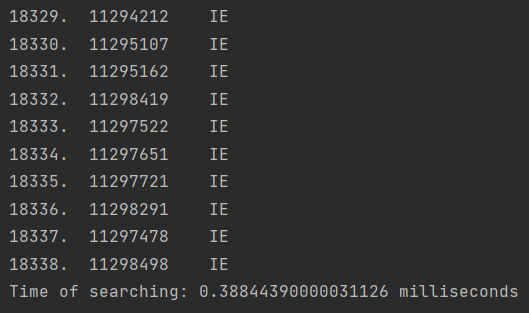 18329.  11294212    IE
18330.  11295107    IE
18331.  11295162    IE
18332.  11298419    IE
18333.  11297522    IE
18334.  11297651    IE
18335.  11297721    IE
18336.  11298291    IE
18337.  11297478    IE
18338.  11298498    IE
Time of searching: 0.38844390000031126 milliseconds